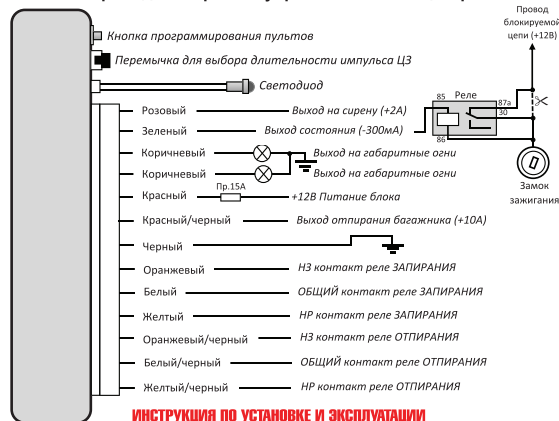 Провод
блокируемой
цепи (+12В)
Кнопка программирования пультов
Перемычка для выбора длительности импульса ЦЗ
Светодиод
85 Реле 87a
30
86
Розовый Выход на сирену (+2А)
Зеленый Выход состояния (-300мА)
Коричневый Выход на габаритные огни
Коричневый Выход на габаритные огни
Замок
зажигания
Пр.15А
Красный +12В Питание блока
Красный/черный Выход отпирания багажника (+10А)
Черный
Оранжевый НЗ контакт реле ЗАПИРАНИЯ
Белый ОБЩИЙ контакт реле ЗАПИРАНИЯ
Желтый НР контакт реле ЗАПИРАНИЯ
Оранжевый/черный НЗ контакт реле ОТПИРАНИЯ
Белый/черный ОБЩИЙ контакт реле ОТПИРАНИЯ
Желтый/черный НР контакт реле ОТПИРАНИЯ
ИНСТРУКЦИЯ ПО УСТАНОВКЕ И ЭКСПЛУАТАЦИИ